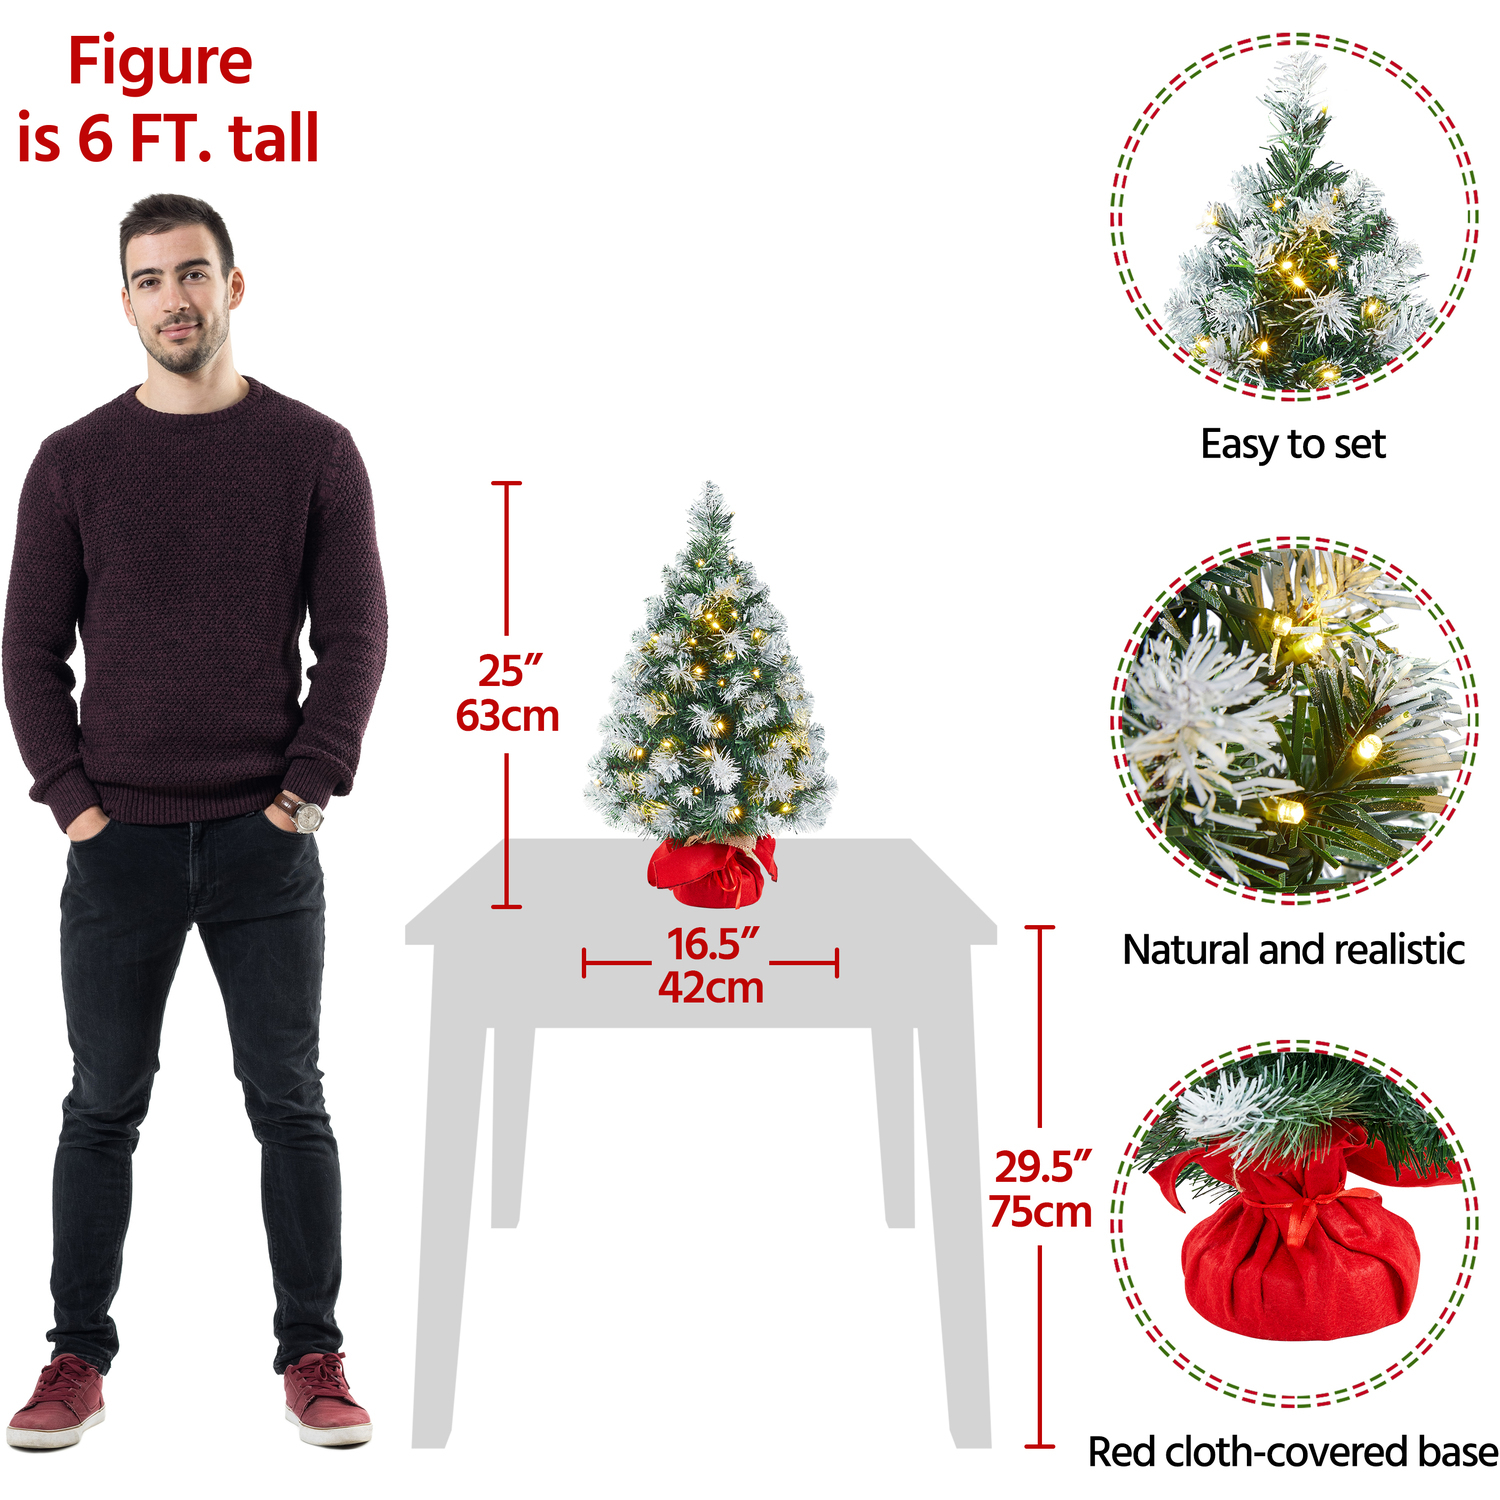 Figure
is 6 FT. tall
25″
63cm
16.5″
42cm
29.5″
75cm
Easy to set
Natural and realistic
Red cloth-covered base